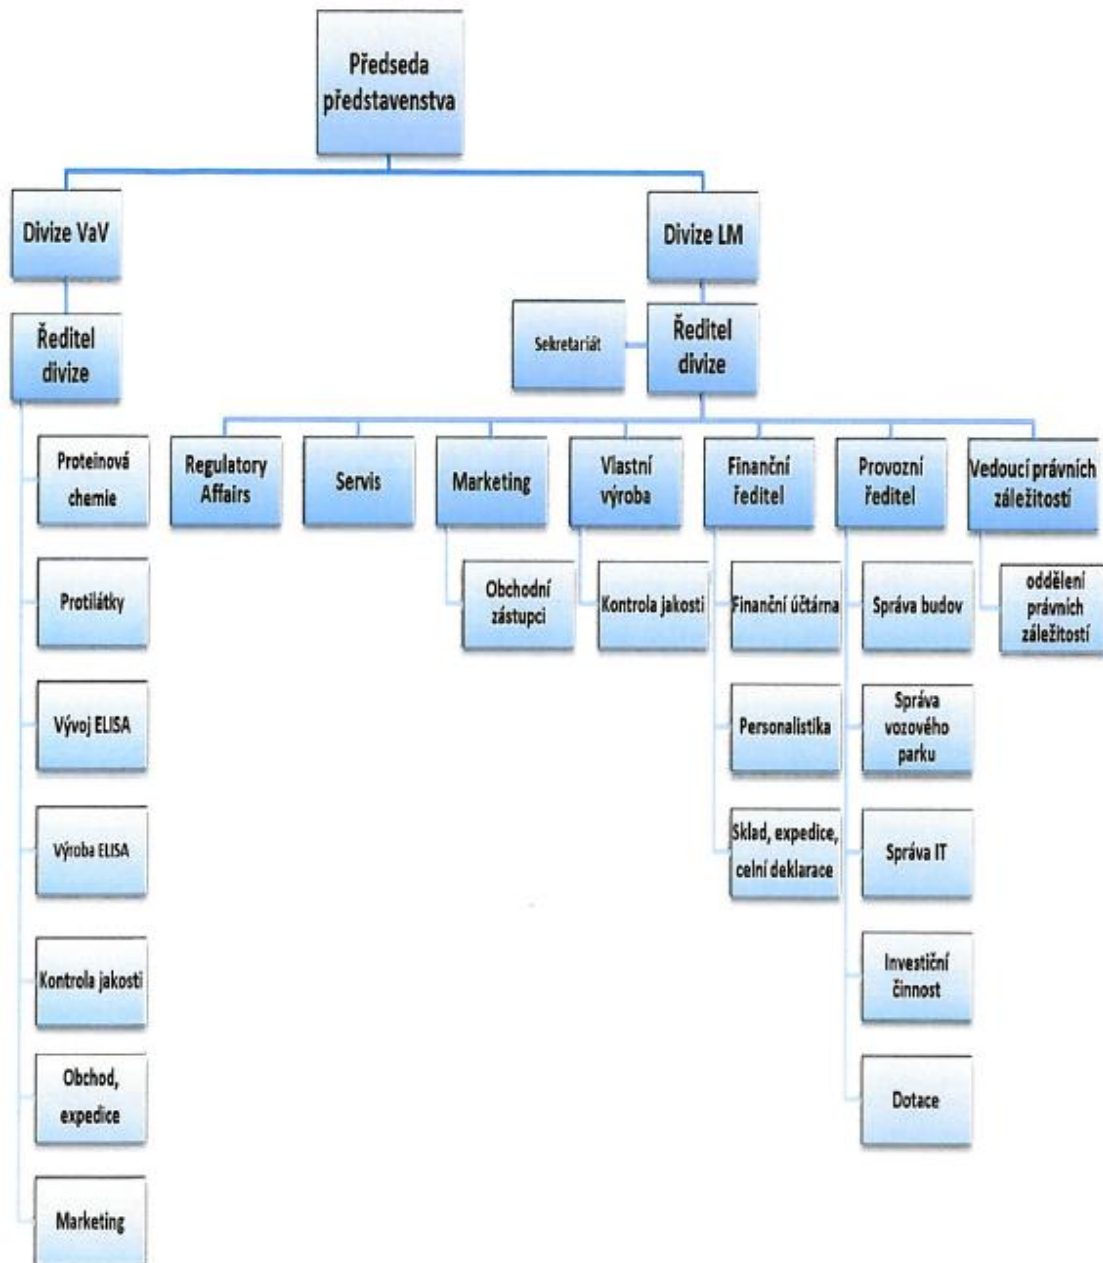 Předseda
představenstva
Divize VaV
Divize LM
Ředitel
divize
Sekretariát
Ředitel
divize
Proteinová
chemie
Protilátky
Vývoj ELISA
Výroba ELISA
Kontrola jakosti
Obchod,
expedice
Marketing
Regulatory
Affairs
Servis
Marketing
Obchodní
zástupci
Vlastní
výroba
Kontrola jakosti
Finanční
ředitel
Finanční účtárna
Personalistika
Sklad, expedice,
celní deklarace
Provozní
ředitel
Správa budov
Správa
vozového
parku
Správa IT
Investiční
činnost
Dotace
Vedoucí právních
záležitostí
oddělení
právních
záležitostí